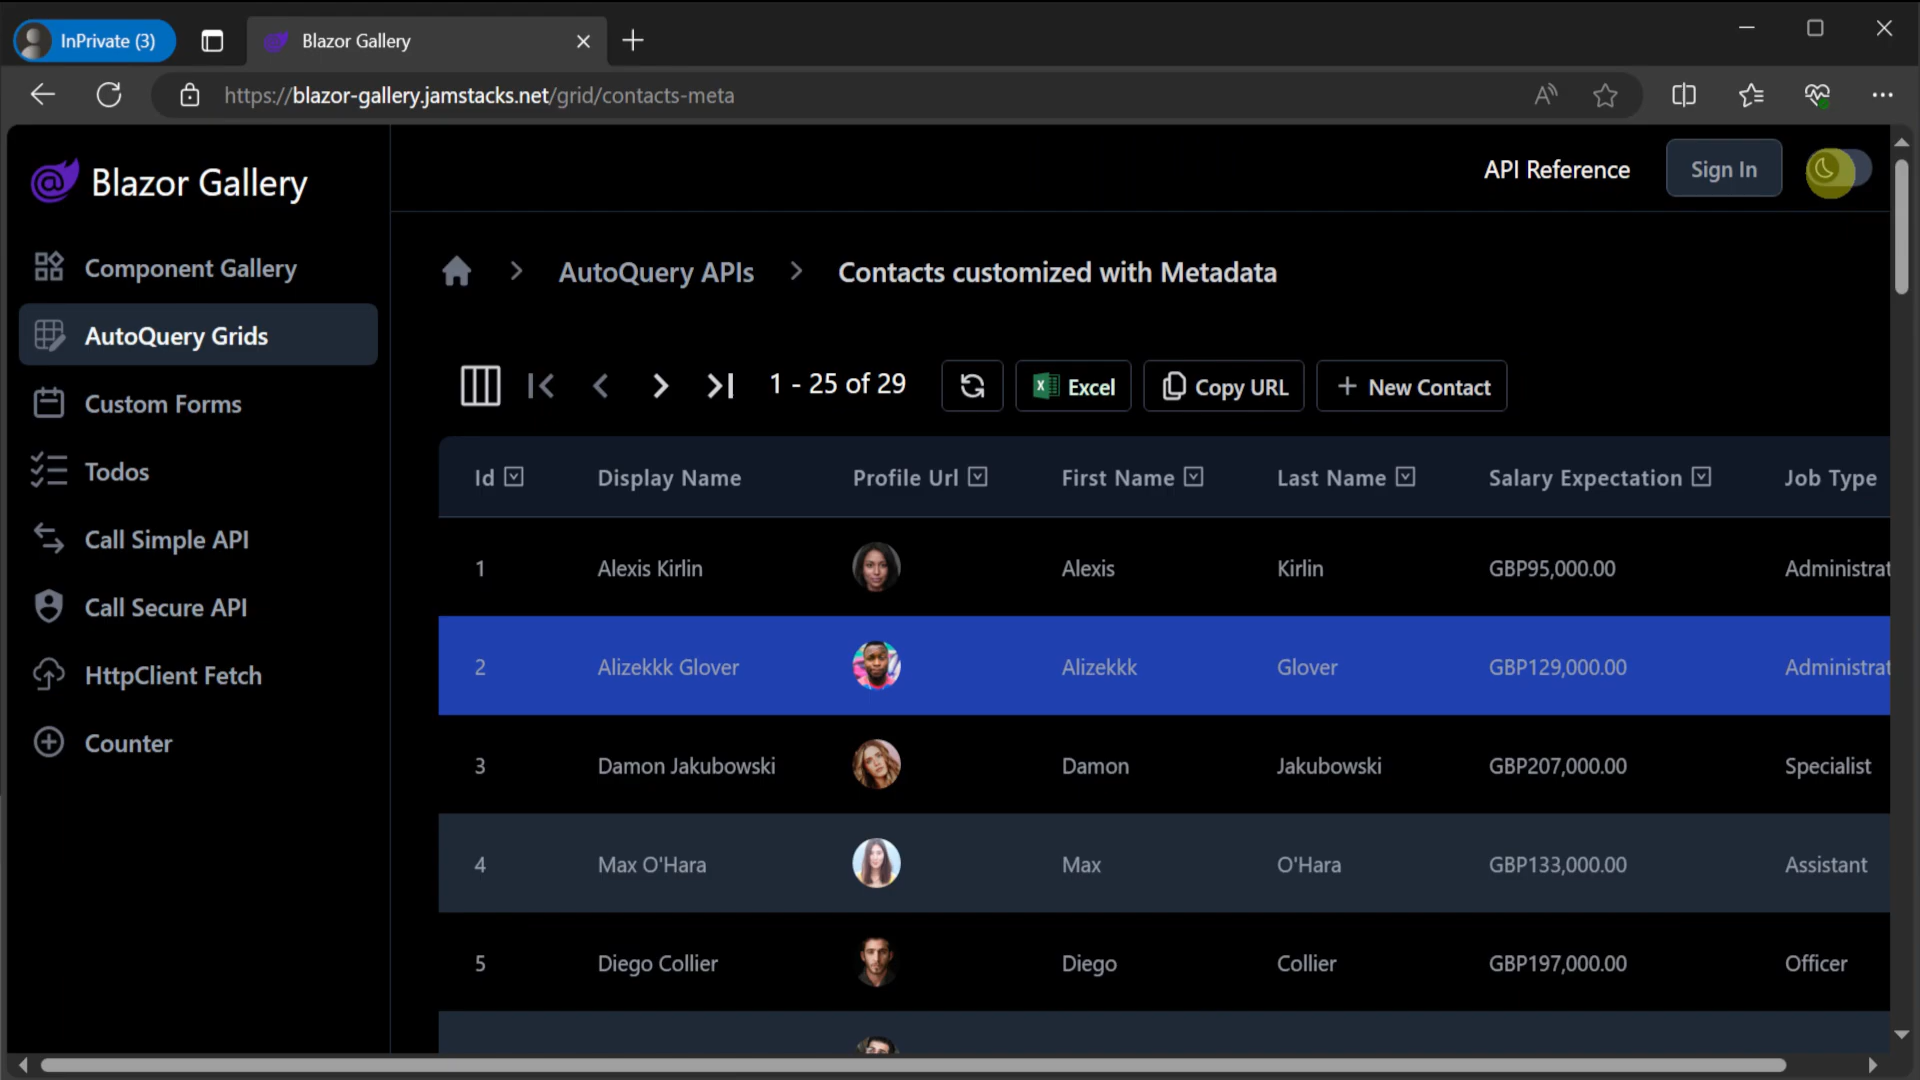 InPrivate (3)
Blazor Gallery
https://blazor-gallery.jamstacks.net/grid/contacts-meta
Blazor Gallery
API Reference
Sign In
Component Gallery
AutoQuery Grids
Custom Forms
Todos
Call Simple API
Call Secure API
HttpClient Fetch
Counter
AutoQuery APIs
Contacts customized with Metadata
1 - 25 of 29
Excel
Copy URL
New Contact
Id Display Name Profile Url First Name Last Name Salary Expectation Job Type
1 Alexis Kirlin Alexis Kirlin GBP95,000.00 Administrat
2 Alizekkk Glover Alizekkk Glover GBP129,000.00 Administrat
3 Damon Jakubowski Damon Jakubowski GBP207,000.00 Specialist
4 Max O'Hara Max O'Hara GBP133,000.00 Assistant
5 Diego Collier Diego Collier GBP197,000.00 Officer